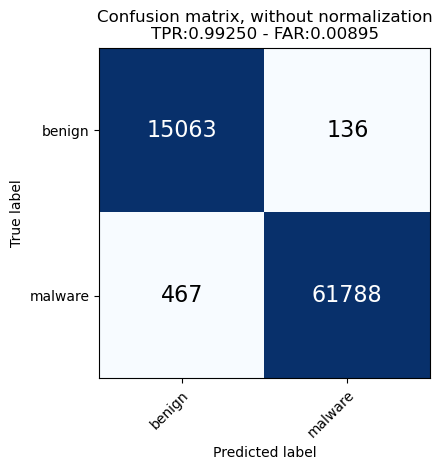 Confusion matrix, without normalization
TPR:0.99250 - FAR:0.00895
True label
benign
15063
136
malware
467
61788
benign
malware
Predicted label